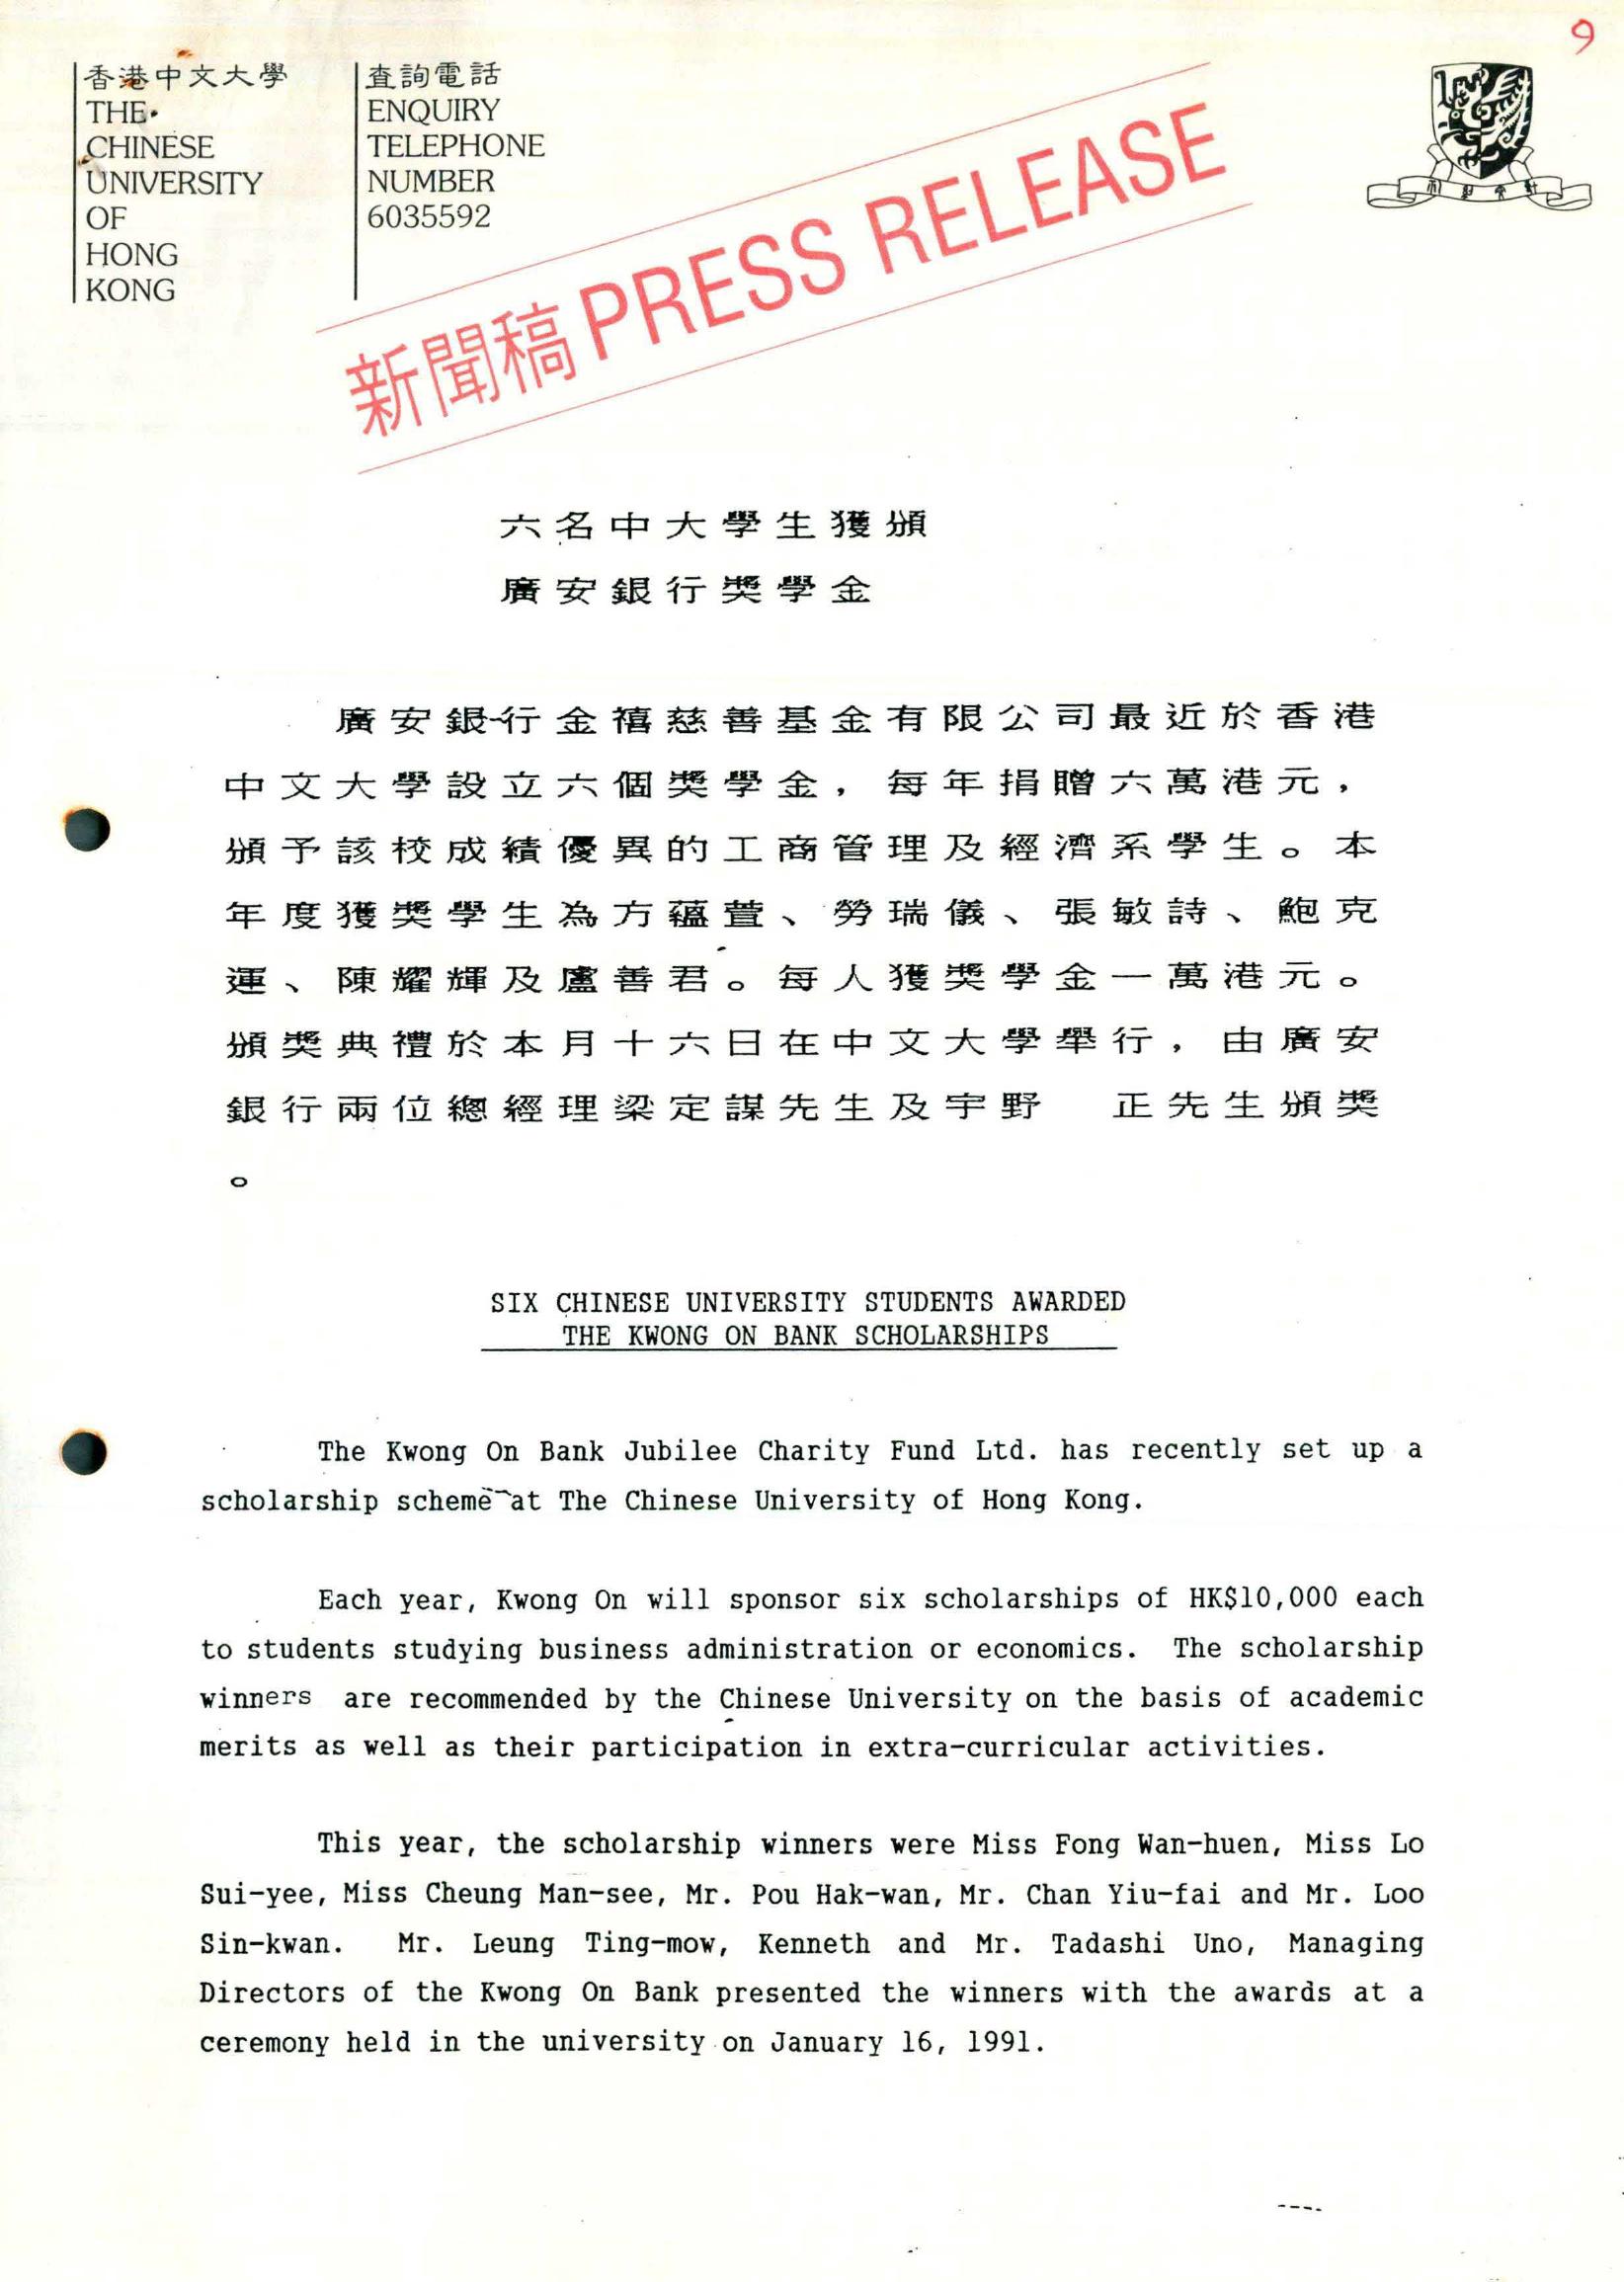 9
香港中文大學
THE
CHINESE
UNIVERSITY
OF
HONG
KONG
查詢電話
ENQUIRY
TELEPHONE
NUMBER
6035592
新聞稿 PRESS RELEASE
六名中大學生獲頒
廣安銀行獎學金
廣安銀行金禧慈善基金有限公司最近於香港
中文大學設立六個獎學金，每年捐贈六萬港元，
頒予該校成績優異的工商管理及經濟系學生。本
年度獲獎學生為方蘊萱、勞瑞儀、張敏詩、鮑克
運、陳耀輝及盧善君。每人獲獎學金一萬港元。
頒獎典禮於本月十六日在中文大學舉行，由廣安
銀行兩位總經理梁定謀先生及宇野　正先生頒獎
。
SIX CHINESE UNIVERSITY STUDENTS AWARDED
THE KWONG ON BANK SCHOLARSHIPS
The Kwong On Bank Jubilee Charity Fund Ltd. has recently set up a
scholarship scheme at The Chinese University of Hong Kong.
Each year, Kwong On will sponsor six scholarships of HK$10,000 each
to students studying business administration or economics. The scholarship
winners are recommended by the Chinese University on the basis of academic
merits as well as their participation in extra-curricular activities.
This year, the scholarship winners were Miss Fong Wan-huen, Miss Lo
Sui-yee, Miss Cheung Man-see, Mr. Pou Hak-wan, Mr. Chan Yiu-fai and Mr. Loo
Sin-kwan. Mr. Leung Ting-mow, Kenneth and Mr. Tadashi Uno, Managing
Directors of the Kwong On Bank presented the winners with the awards at a
ceremony held in the university on January 16, 1991.